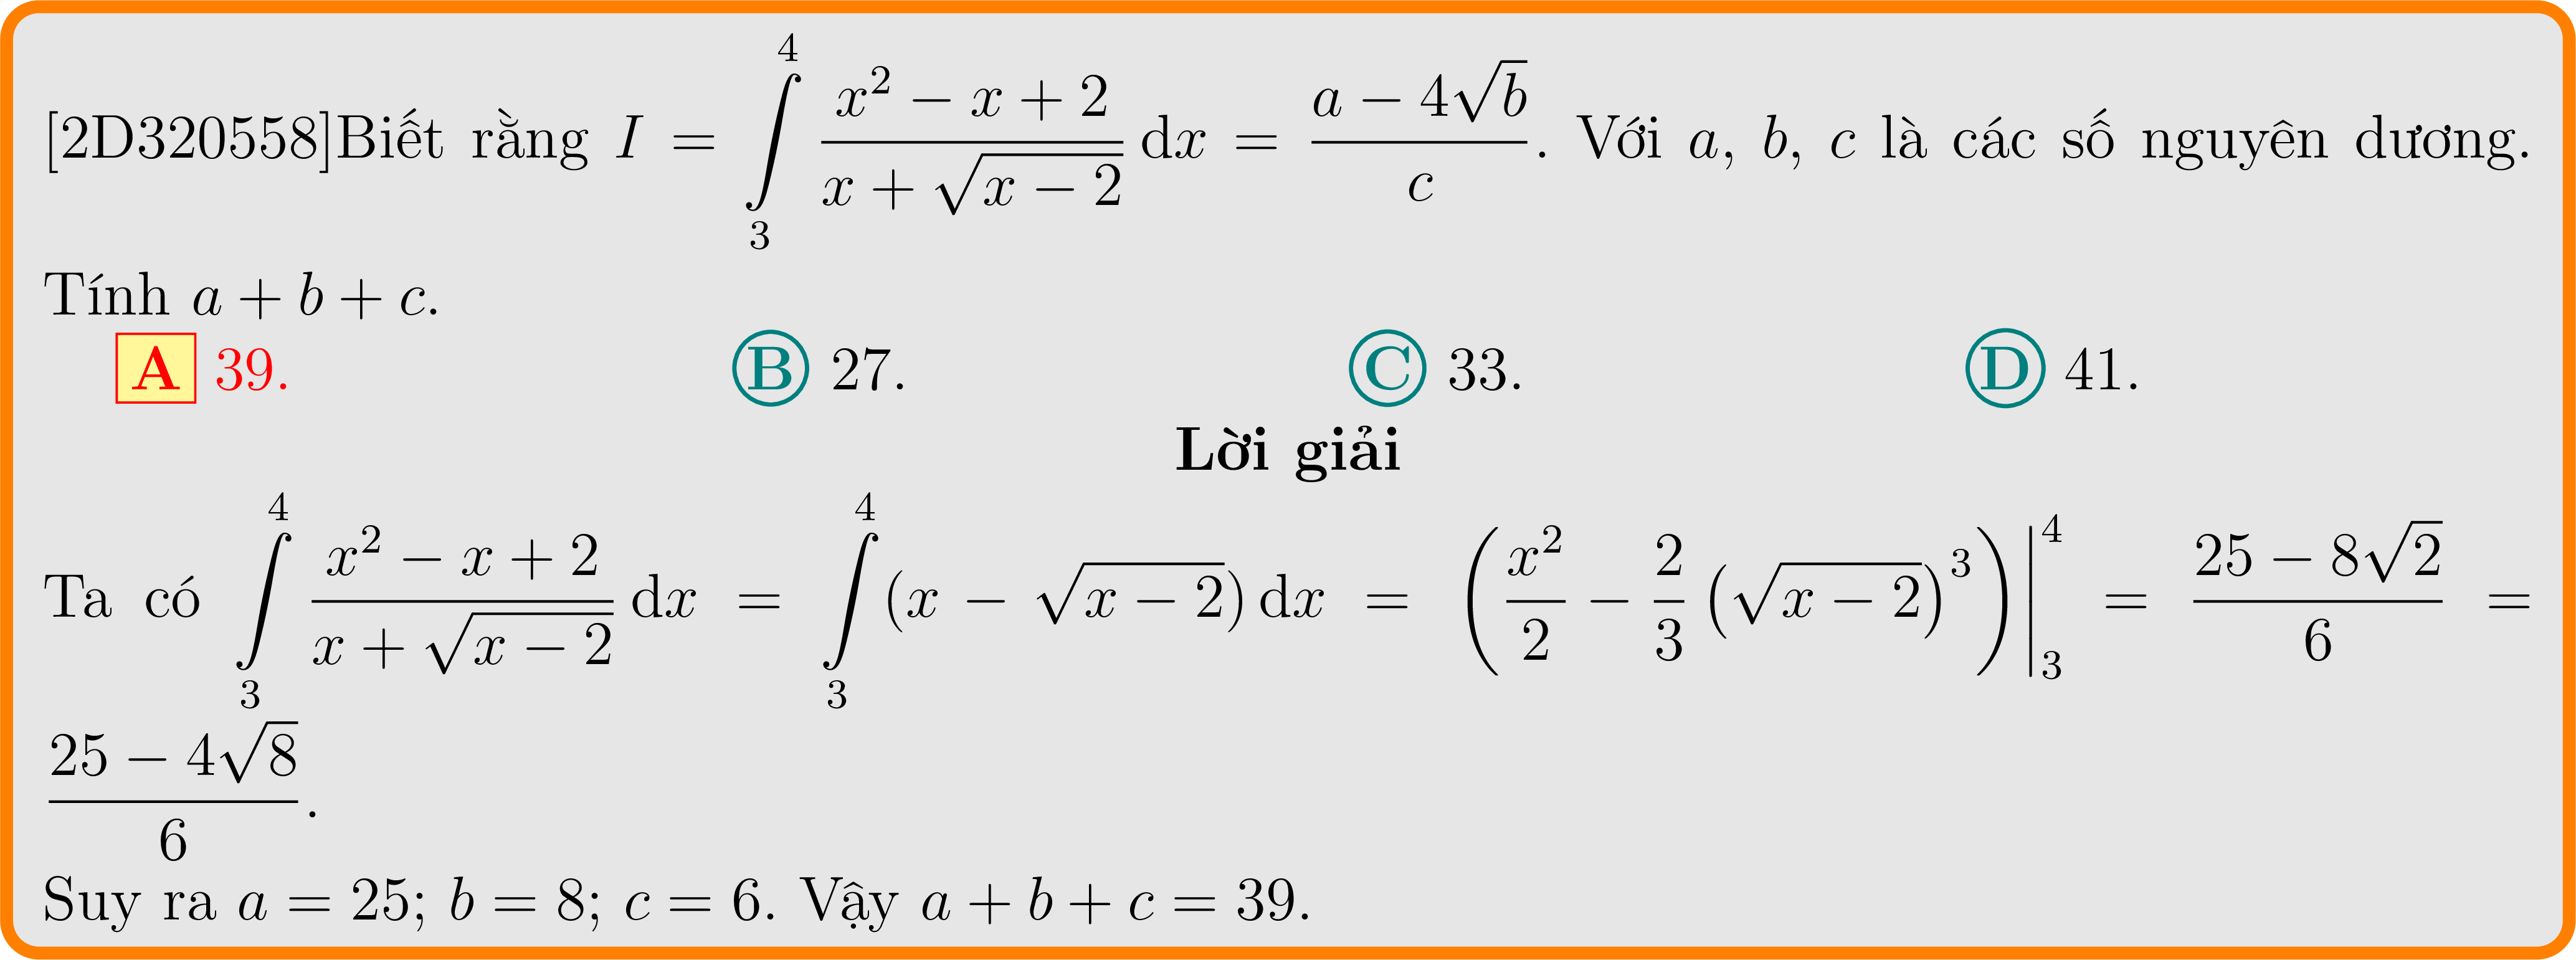 [2D320558]Biết rằng $I = \int\limits_3^4 \frac{x^2 - x + 2}{x + \sqrt{x - 2}} \, \mathrm{d}x = \frac{a - 4\sqrt{b}}{c}$. Với $a$, $b$, $c$ là các số nguyên dương.
Tính $a + b + c$.
A 39. B 27. C 33. D 41.
Lời giải
Ta có $\int\limits_3^4 \frac{x^2 - x + 2}{x + \sqrt{x - 2}} \, \mathrm{d}x = \int\limits_3^4 (x - \sqrt{x - 2}) \, \mathrm{d}x = \left( \frac{x^2}{2} - \frac{2}{3} \left( \sqrt{x - 2} \right)^3 \right) \Big|_3^4 = \frac{25 - 8\sqrt{2}}{6} =$
$\frac{25 - 4\sqrt{8}}{6}$.
Suy ra $a = 25$; $b = 8$; $c = 6$. Vậy $a + b + c = 39$.